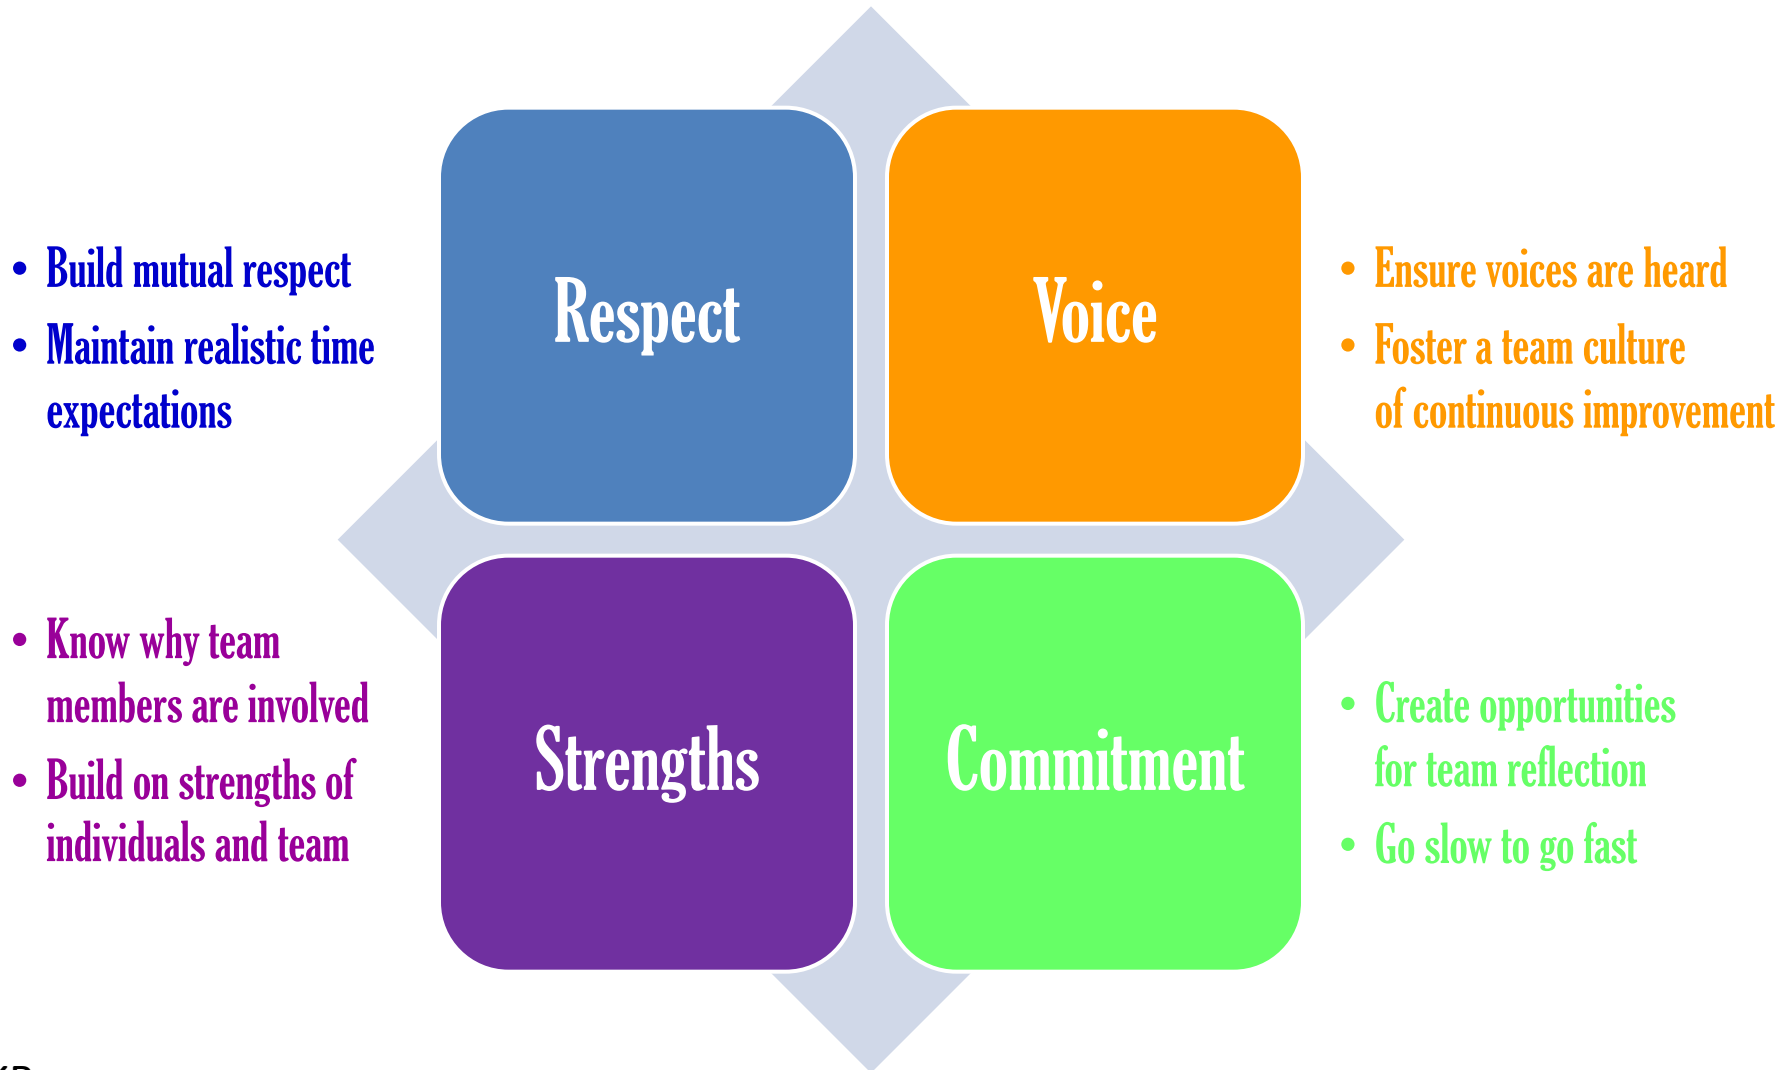 Respect
Voice
• Build mutual respect
• Maintain realistic time
expectations
• Ensure voices are heard
• Foster a team culture
of continuous improvement
Strengths
Commitment
• Know why team
members are involved
• Build on strengths of
individuals and team
• Create opportunities
for team reflection
• Go slow to go fast